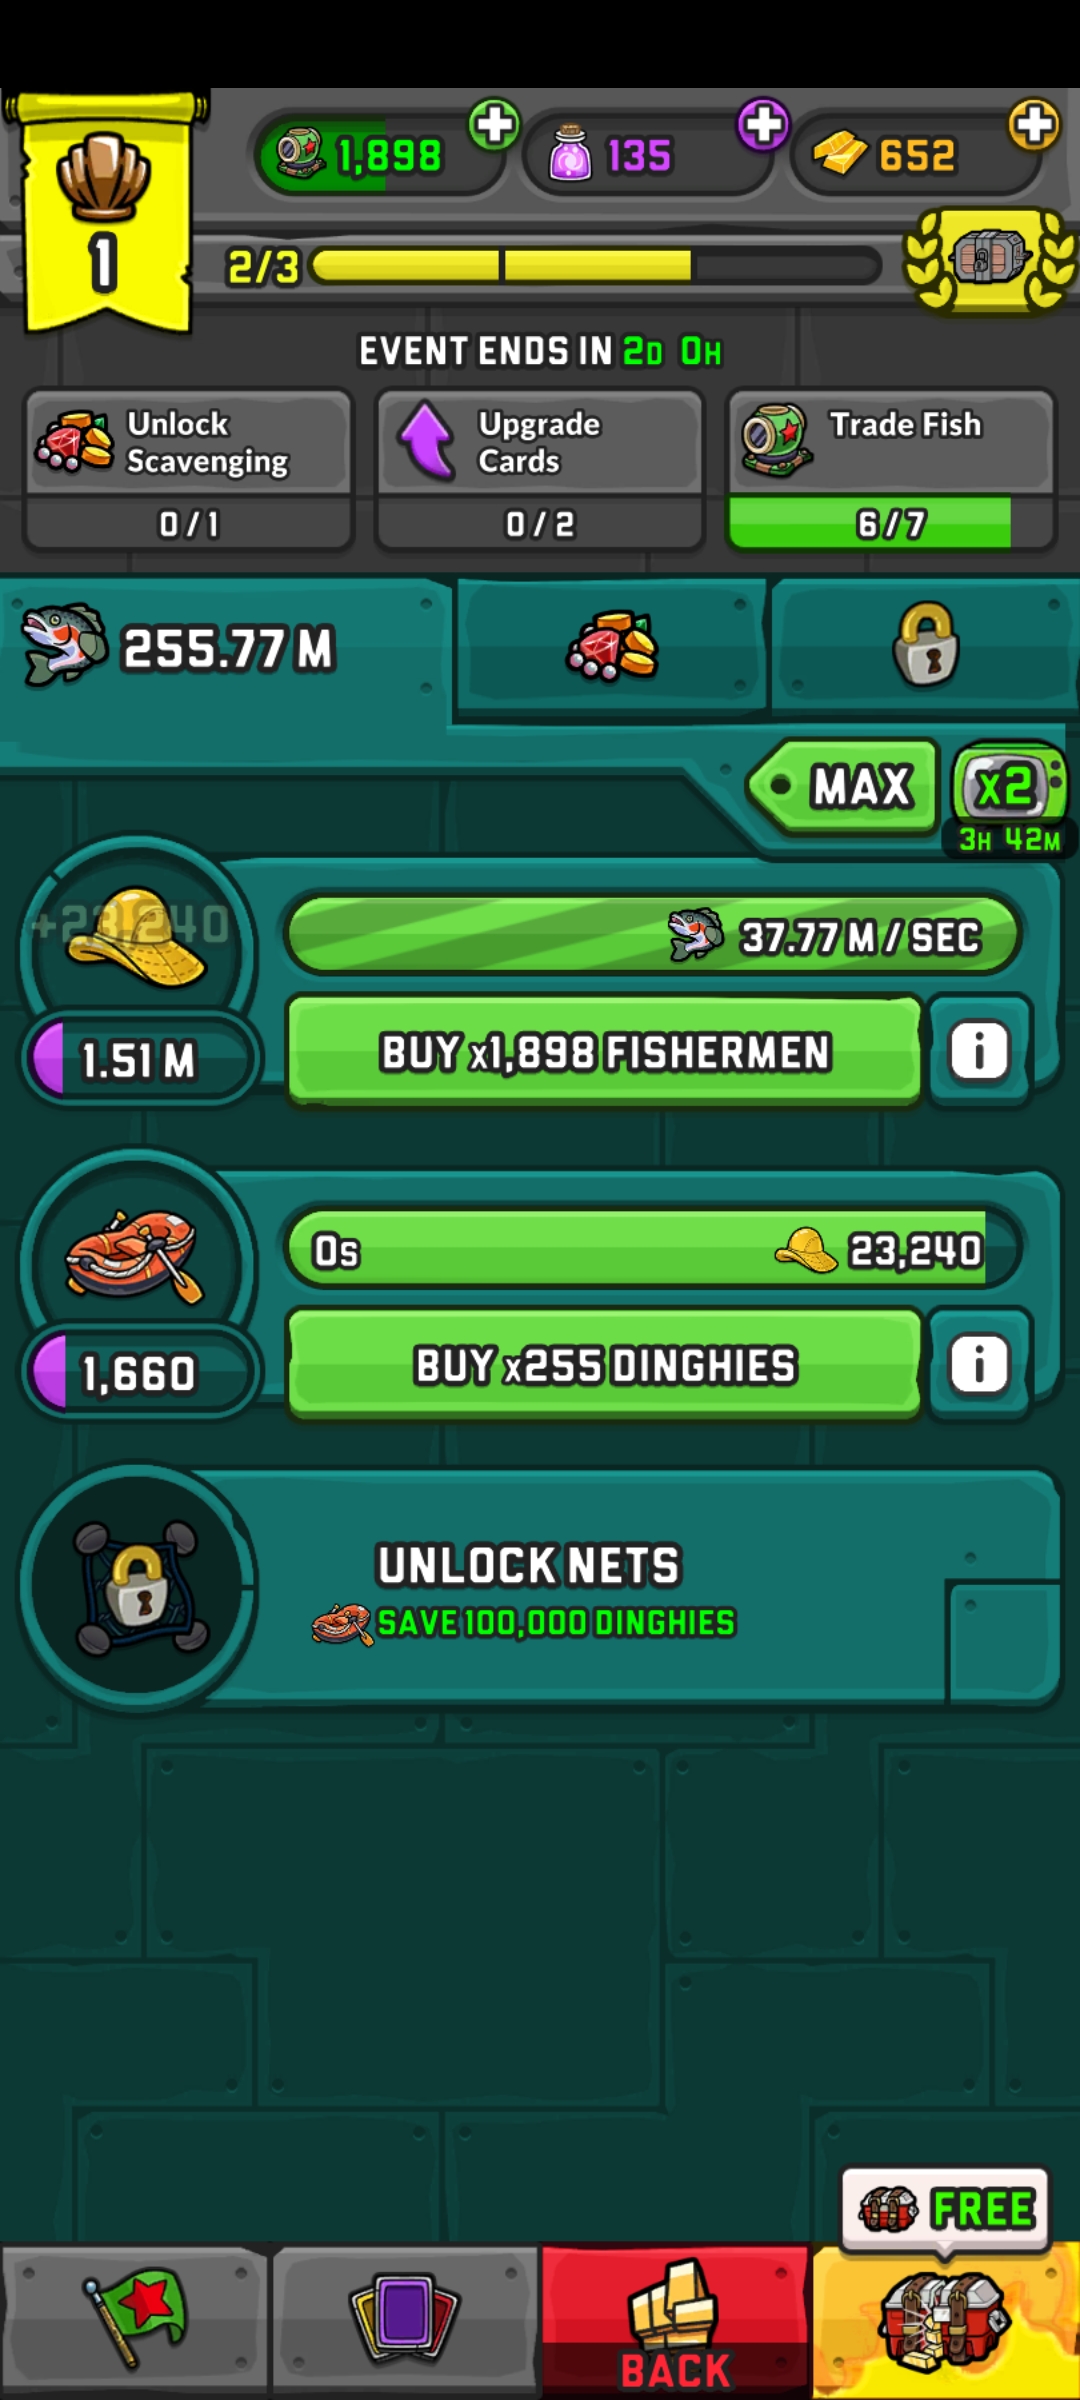 1,898
135
652
1
2/3
EVENT ENDS IN 2D 0H
Unlock
Scavenging
0/1
Upgrade
Cards
0/2
Trade Fish
6/7
255.77 M
MAX
x2
3H 42M
+23,240
37.77 M / SEC
1.51 M
BUY x1,898 FISHERMEN
i
0s
23,240
1,660
BUY x255 DINGHIES
i
UNLOCK NETS
SAVE 100,000 DINGHIES
FREE
BACK